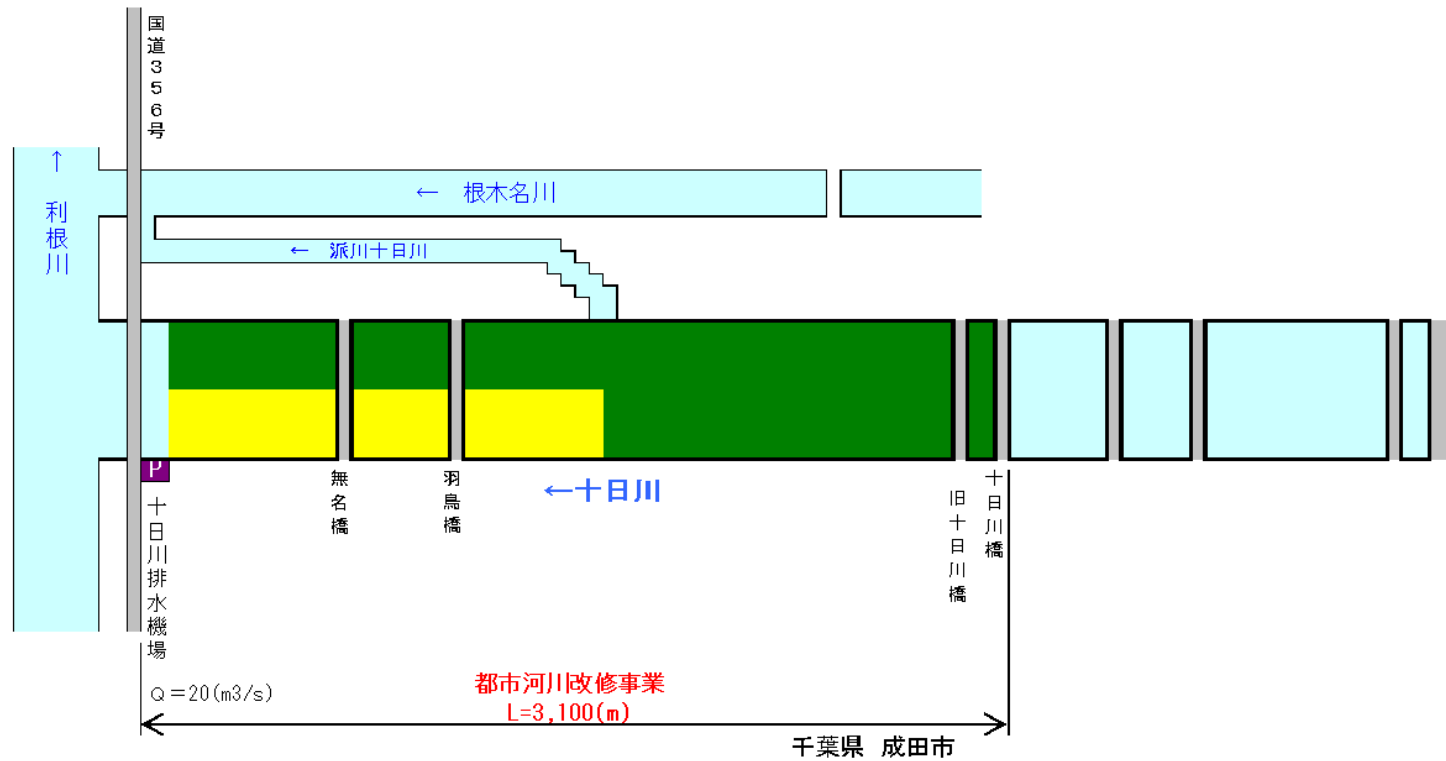 国道３５６号
↑ 利根川
← 根木名川
← 派川十日川
P
無名橋
羽鳥橋
←十日川
旧十日川橋
十日川橋
十日川排水機場
Q＝20(m3/s)
都市河川改修事業
L=3,100(m)
千葉県 成田市